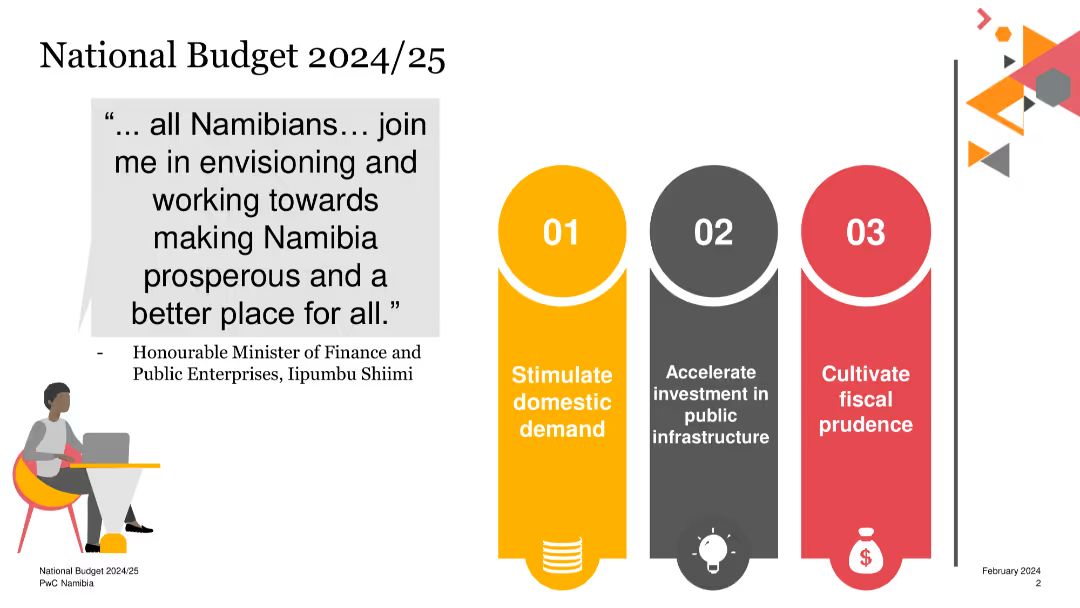 National Budget 2024/25
“... all Namibians… join
me in envisioning and
working towards
making Namibia
prosperous and a
better place for all.”
- Honourable Minister of Finance and
Public Enterprises, Iipumbu Shiimi
01
Stimulate
domestic
demand
02
Accelerate
investment in
public
infrastructure
03
Cultivate
fiscal
prudence
$
National Budget 2024/25
PwC Namibia
February 2024
2